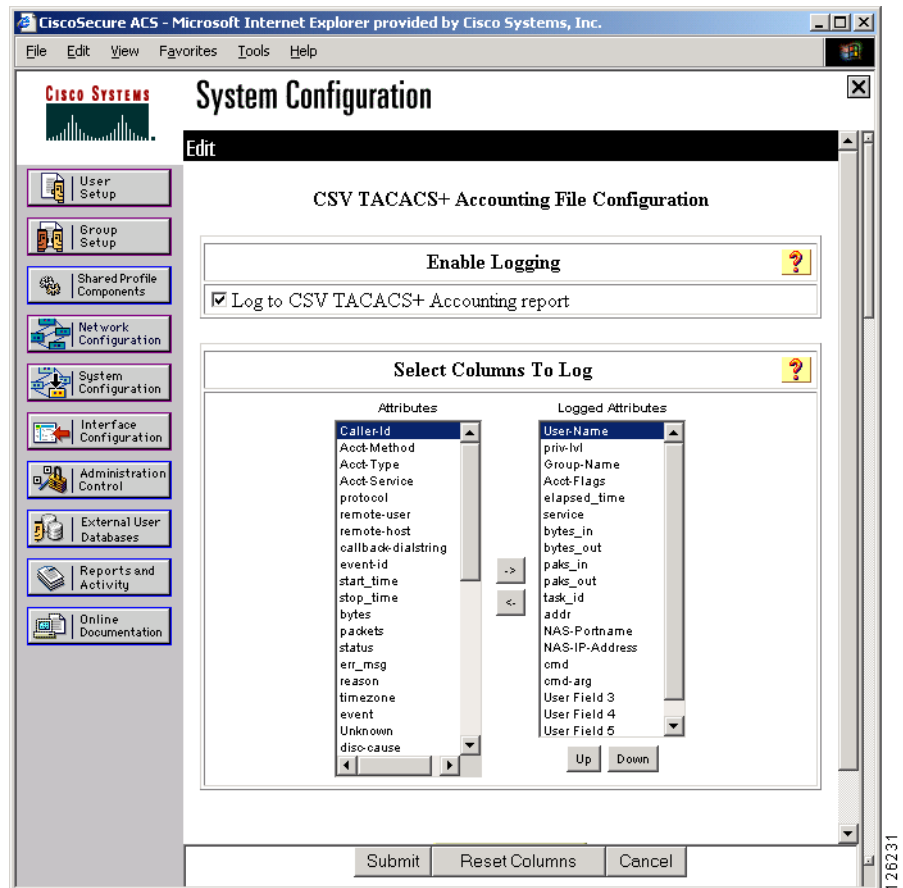 CiscoSecure ACS - Microsoft Internet Explorer provided by Cisco Systems, Inc.
File Edit View Favorites Tools Help
CISCO SYSTEMS
System Configuration
Edit
User
Setup
Group
Setup
Shared Profile
Components
Network
Configuration
System
Configuration
Interface
Configuration
Administration
Control
External User
Databases
Reports and
Activity
Online
Documentation
CSV TACACS+ Accounting File Configuration
Enable Logging
?
Log to CSV TACACS+ Accounting report
Select Columns To Log
?
Attributes
Caller-Id
Acct-Method
Acct-Type
Acct-Service
protocol
remote-user
remote-host
callback-dialstring
event-id
start_time
stop_time
bytes
packets
status
err_msg
reason
timezone
event
Unknown
disc-cause
->
<-
Logged Attributes
User-Name
priv-lvl
Group-Name
Acct-Flags
elapsed_time
service
bytes_in
bytes_out
paks_in
paks_out
task_id
addr
NAS-Portname
NAS-IP-Address
cmd
cmd-arg
User Field 3
User Field 4
User Field 5
Up Down
Submit Reset Columns Cancel
126231